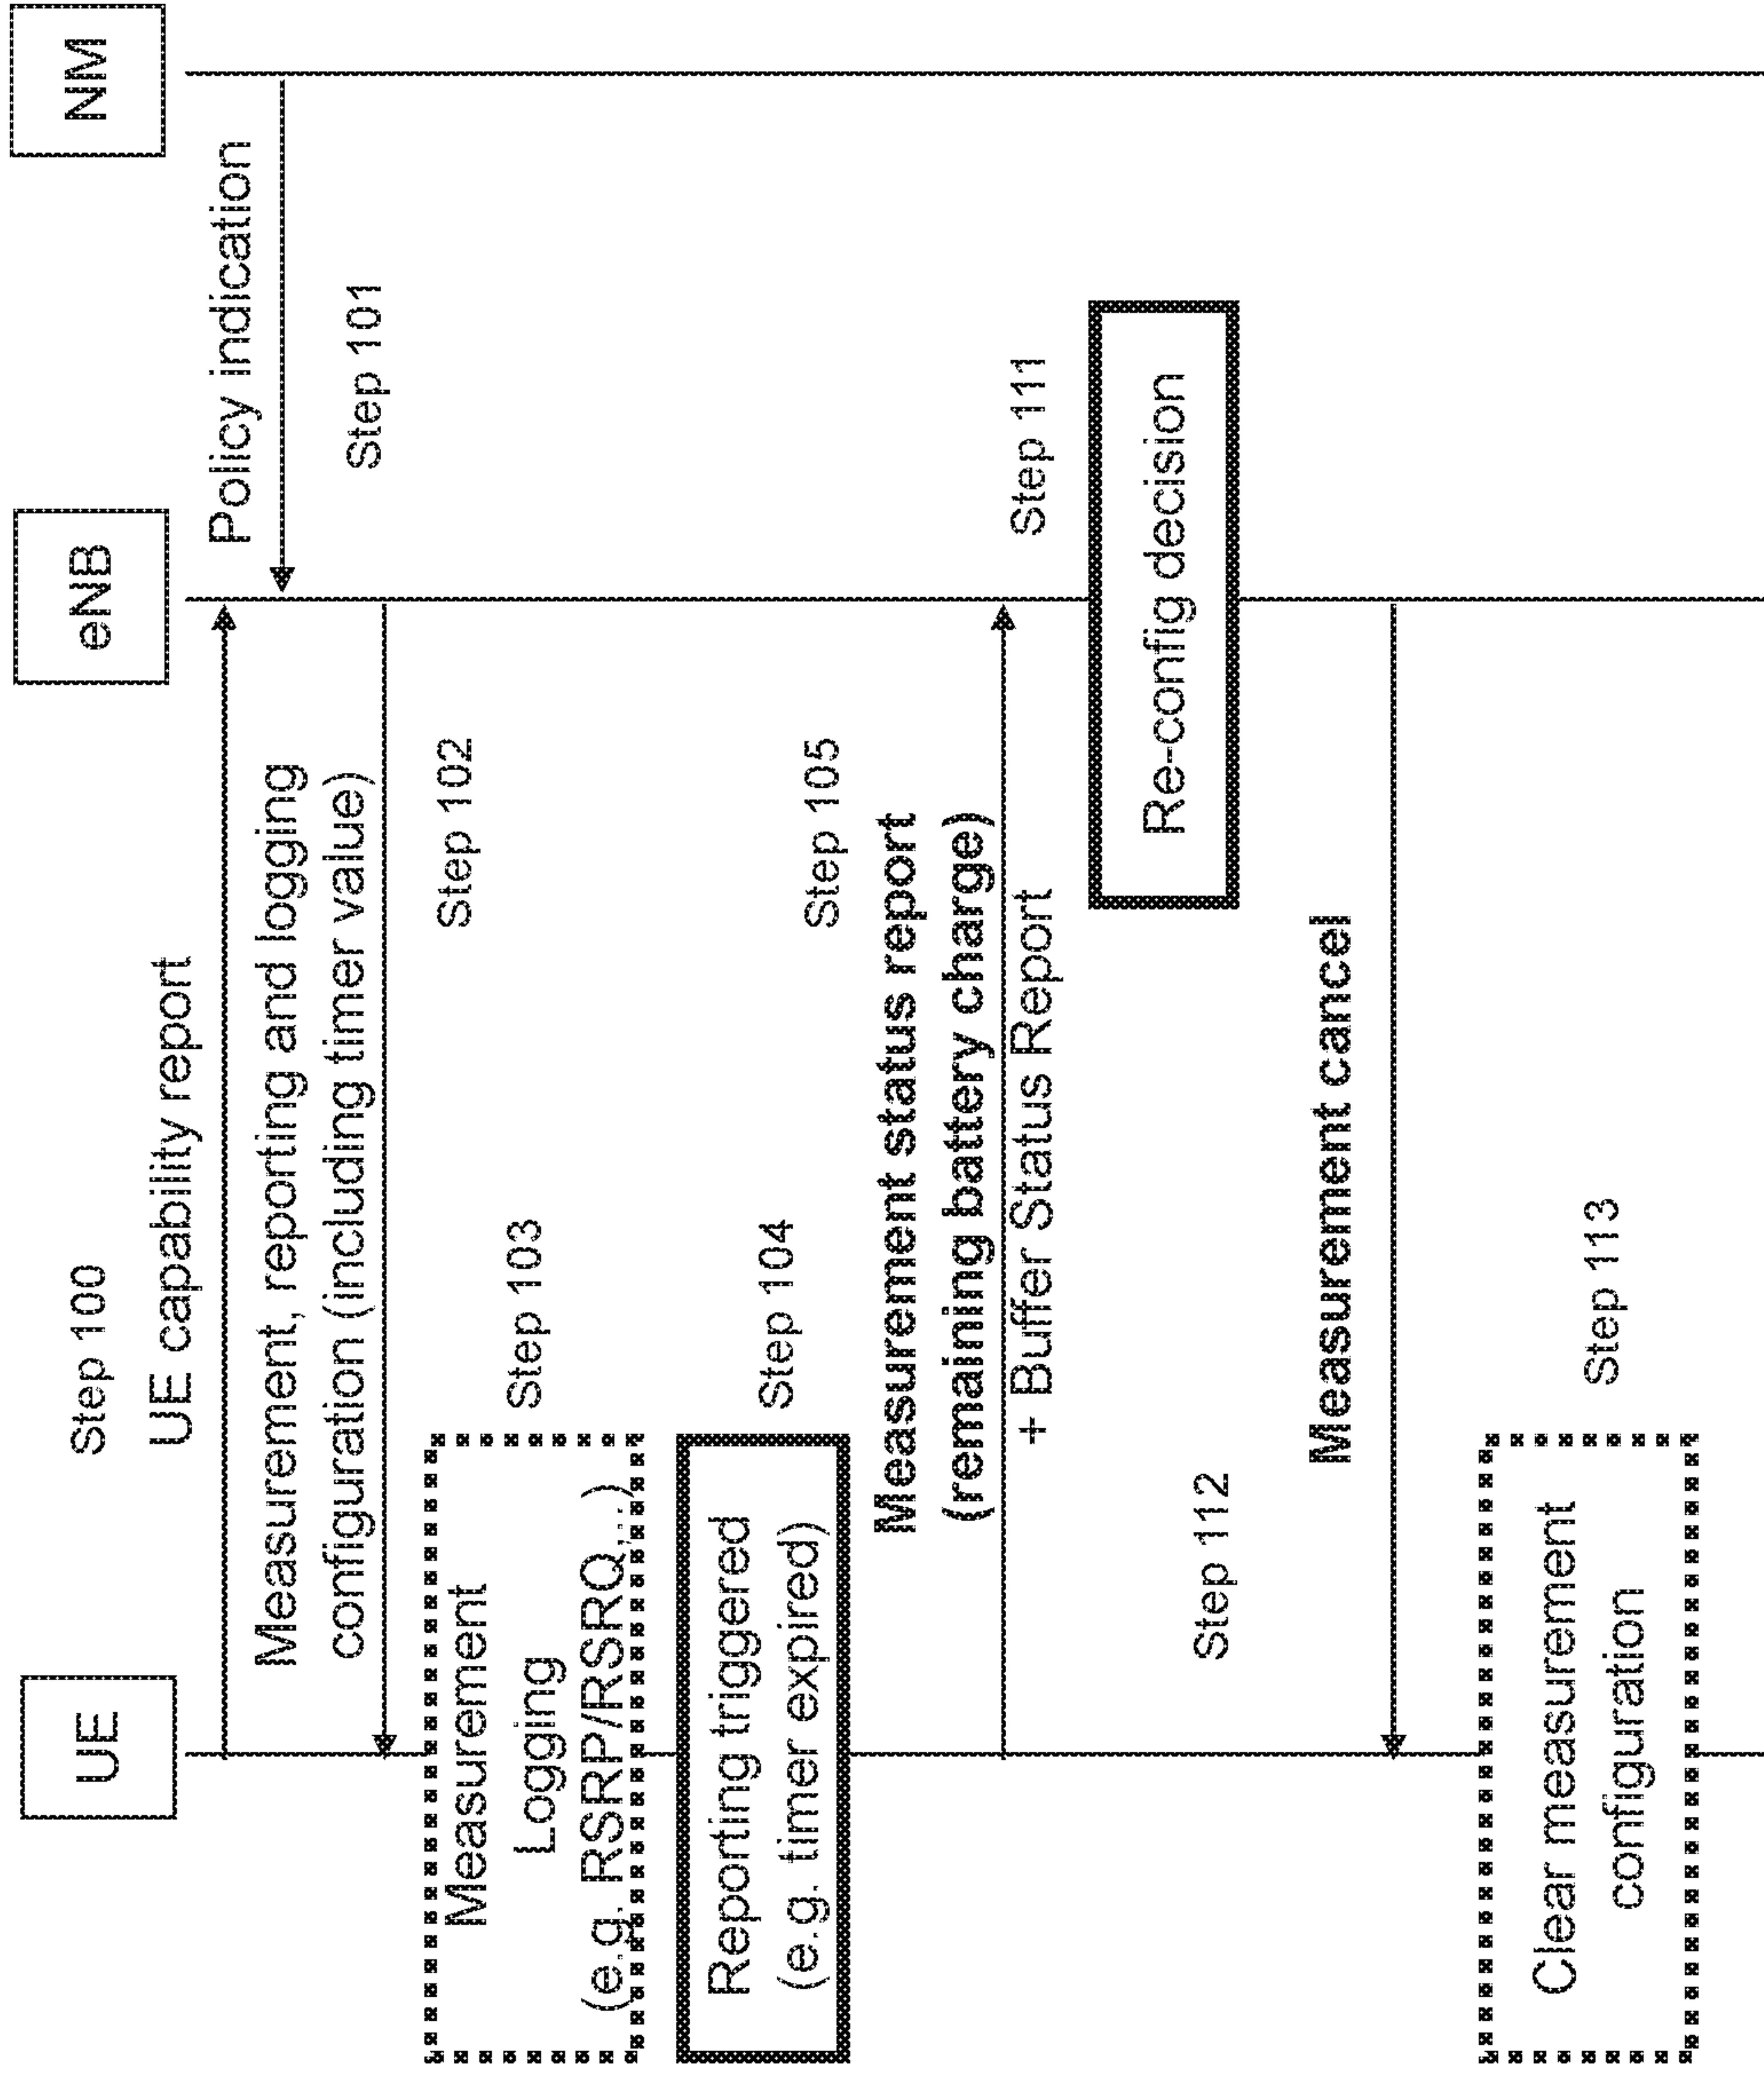 UE
eNB
NM
Step 100
UE capability report
Policy indication
Step 101
Measurement, reporting and logging
configuration (including timer value)
Step 102
Measurement
Logging
(e.g. RSRP/RSRQ,...)
Step 103
Reporting triggered
(e.g. timer expired)
Step 104
Step 105
Measurement status report
(remaining battery charge)
+ Buffer Status Report
Step 111
Re-config decision
Step 112
Measurement cancel
Clear measurement
configuration
Step 113